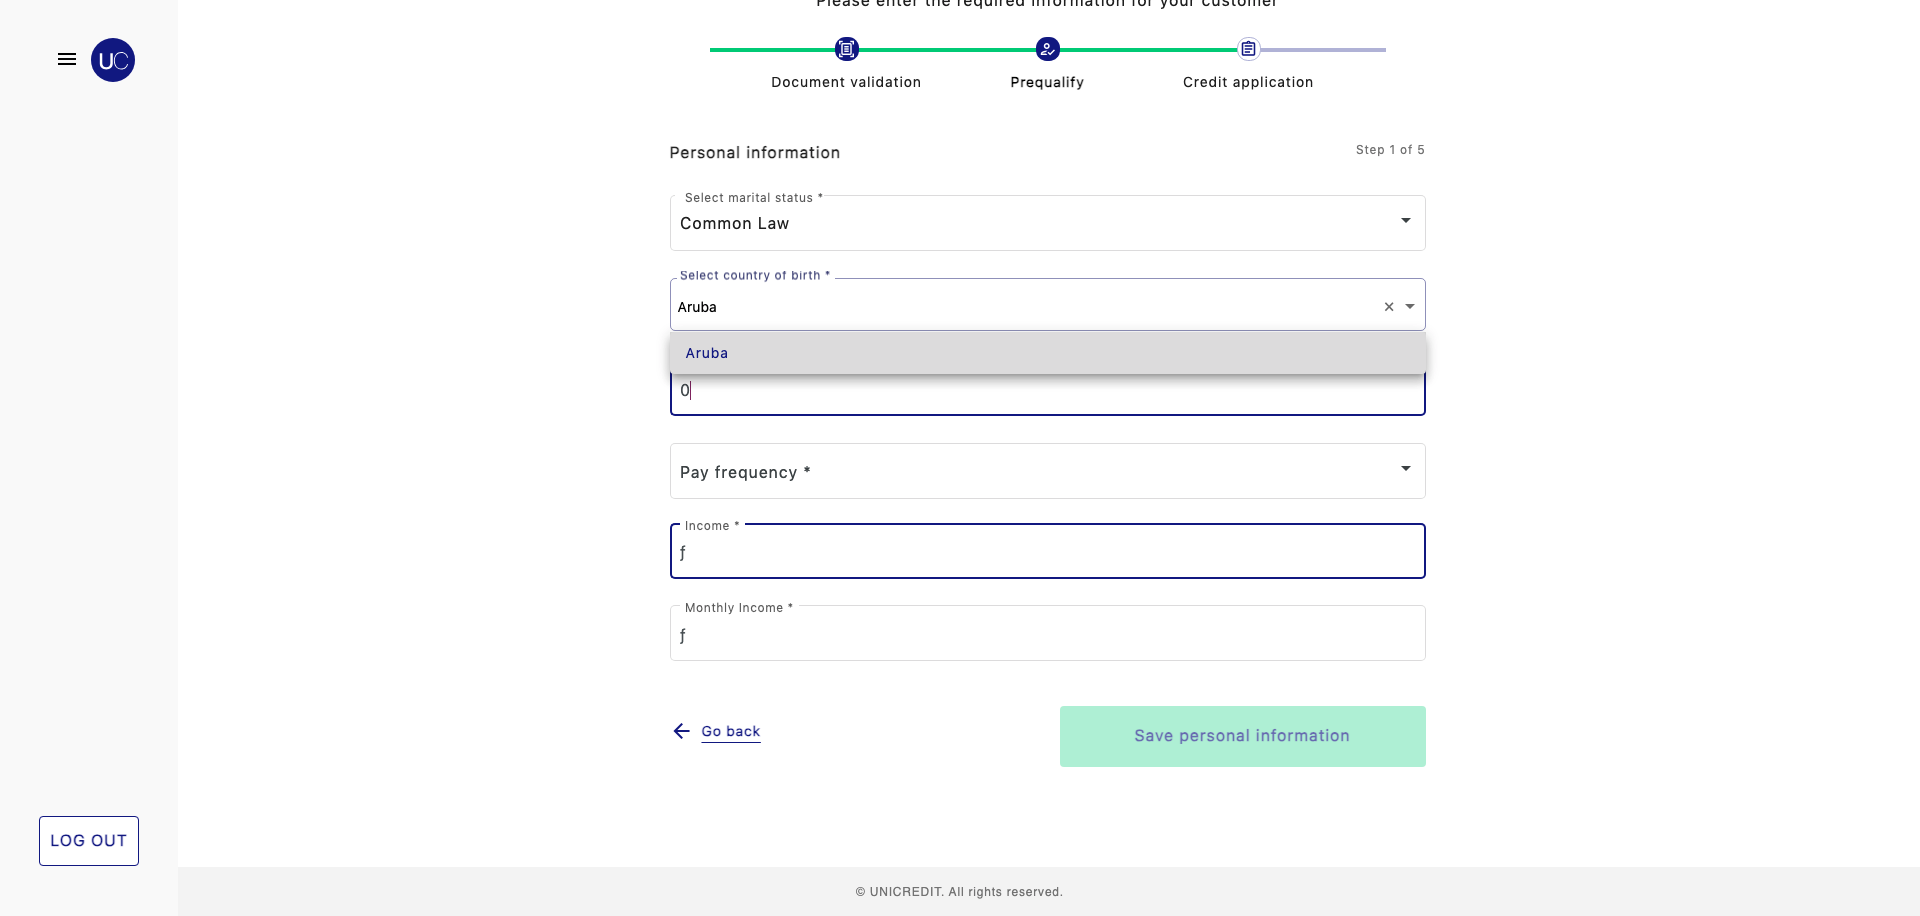 Please enter the required information for your customer
UC
Document validation
Prequalify
Credit application
Personal information
Step 1 of 5
Select marital status *
Common Law
Select country of birth *
Aruba
Aruba
0
Pay frequency *
Income *
ƒ
Monthly Income *
ƒ
Go back
Save personal information
LOG OUT
© UNICREDIT. All rights reserved.